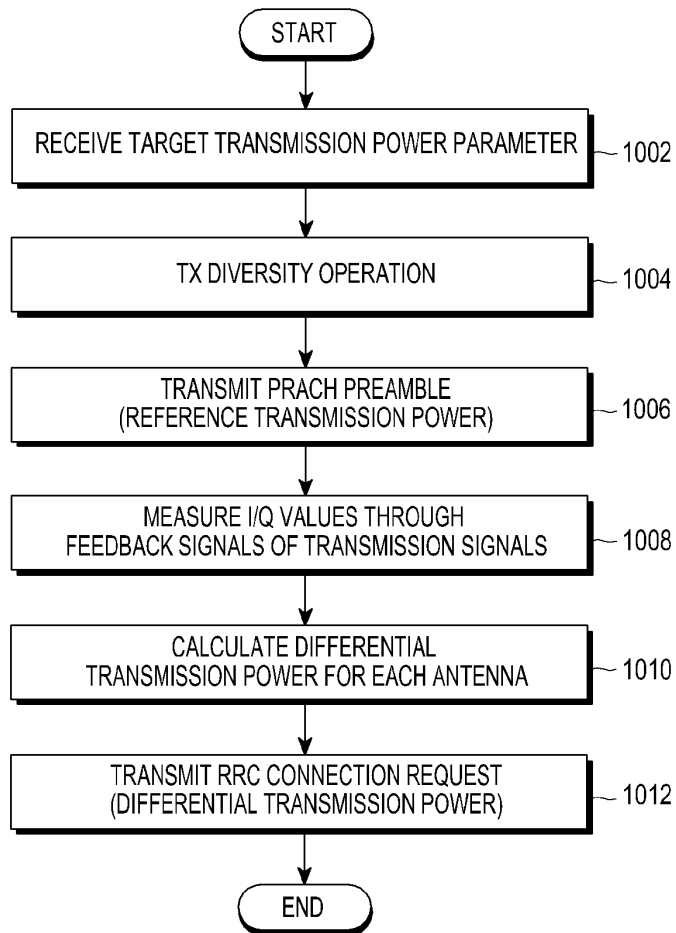 START
RECEIVE TARGET TRANSMISSION POWER PARAMETER
1002
TX DIVERSITY OPERATION
1004
TRANSMIT PRACH PREAMBLE
(REFERENCE TRANSMISSION POWER)
1006
MEASURE I/Q VALUES THROUGH
FEEDBACK SIGNALS OF TRANSMISSION SIGNALS
1008
CALCULATE DIFFERENTIAL
TRANSMISSION POWER FOR EACH ANTENNA
1010
TRANSMIT RRC CONNECTION REQUEST
(DIFFERENTIAL TRANSMISSION POWER)
1012
END